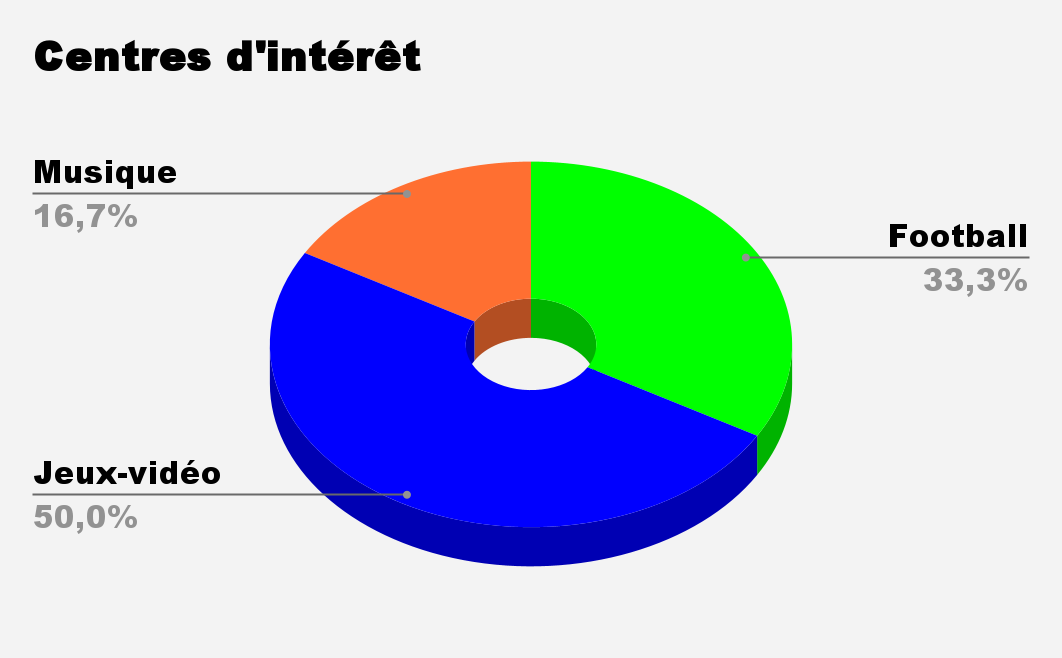 Centres d'intérêt
Musique
16,7%
Football
33,3%
Jeux-vidéo
50,0%